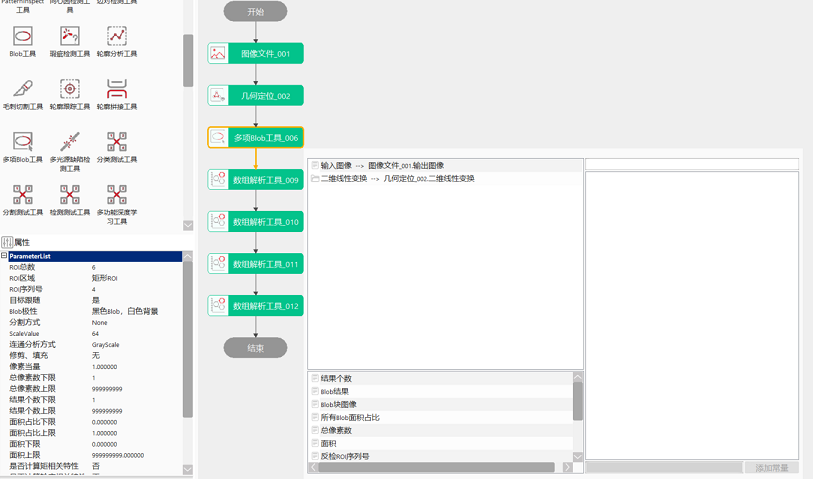 PatternInspect 同心圆检测工 边对检测工具
工具 具
Blob工具 瑕疵检测工具 轮廓分析工具
毛刺切割工具 轮廓跟踪工具 轮廓拼接工具
多项Blob工具 多光源缺陷检 分类测试工具
测工具
分割测试工具 检测测试工具 多功能深度学
习工具
属性
ParameterList
ROI总数 6
ROI区域 矩形ROI
ROI序列号 4
目标跟随 是
Blob极性 黑色Blob，白色背景
分割方式 None
ScaleValue 64
连通分析方式 GrayScale
修剪、填充 无
像素当量 1.000000
总像素数下限 1
总像素数上限 999999999
结果个数下限 1
结果个数上限 999999999
面积占比下限 0.000000
面积占比上限 1.000000
面积下限 0.000000
面积上限 999999999.000000
是否计算矩相关特性 否
开始
图像文件_001
几何定位_002
多项Blob工具_006
数组解析工具_009
数组解析工具_010
数组解析工具_011
数组解析工具_012
结束
输入图像 --> 图像文件_001.输出图像
二维线性变换 --> 几何定位_002.二维线性变换
结果个数
Blob结果
Blob块图像
所有Blob面积占比
总像素数
面积
反检ROI序列号
添加常量